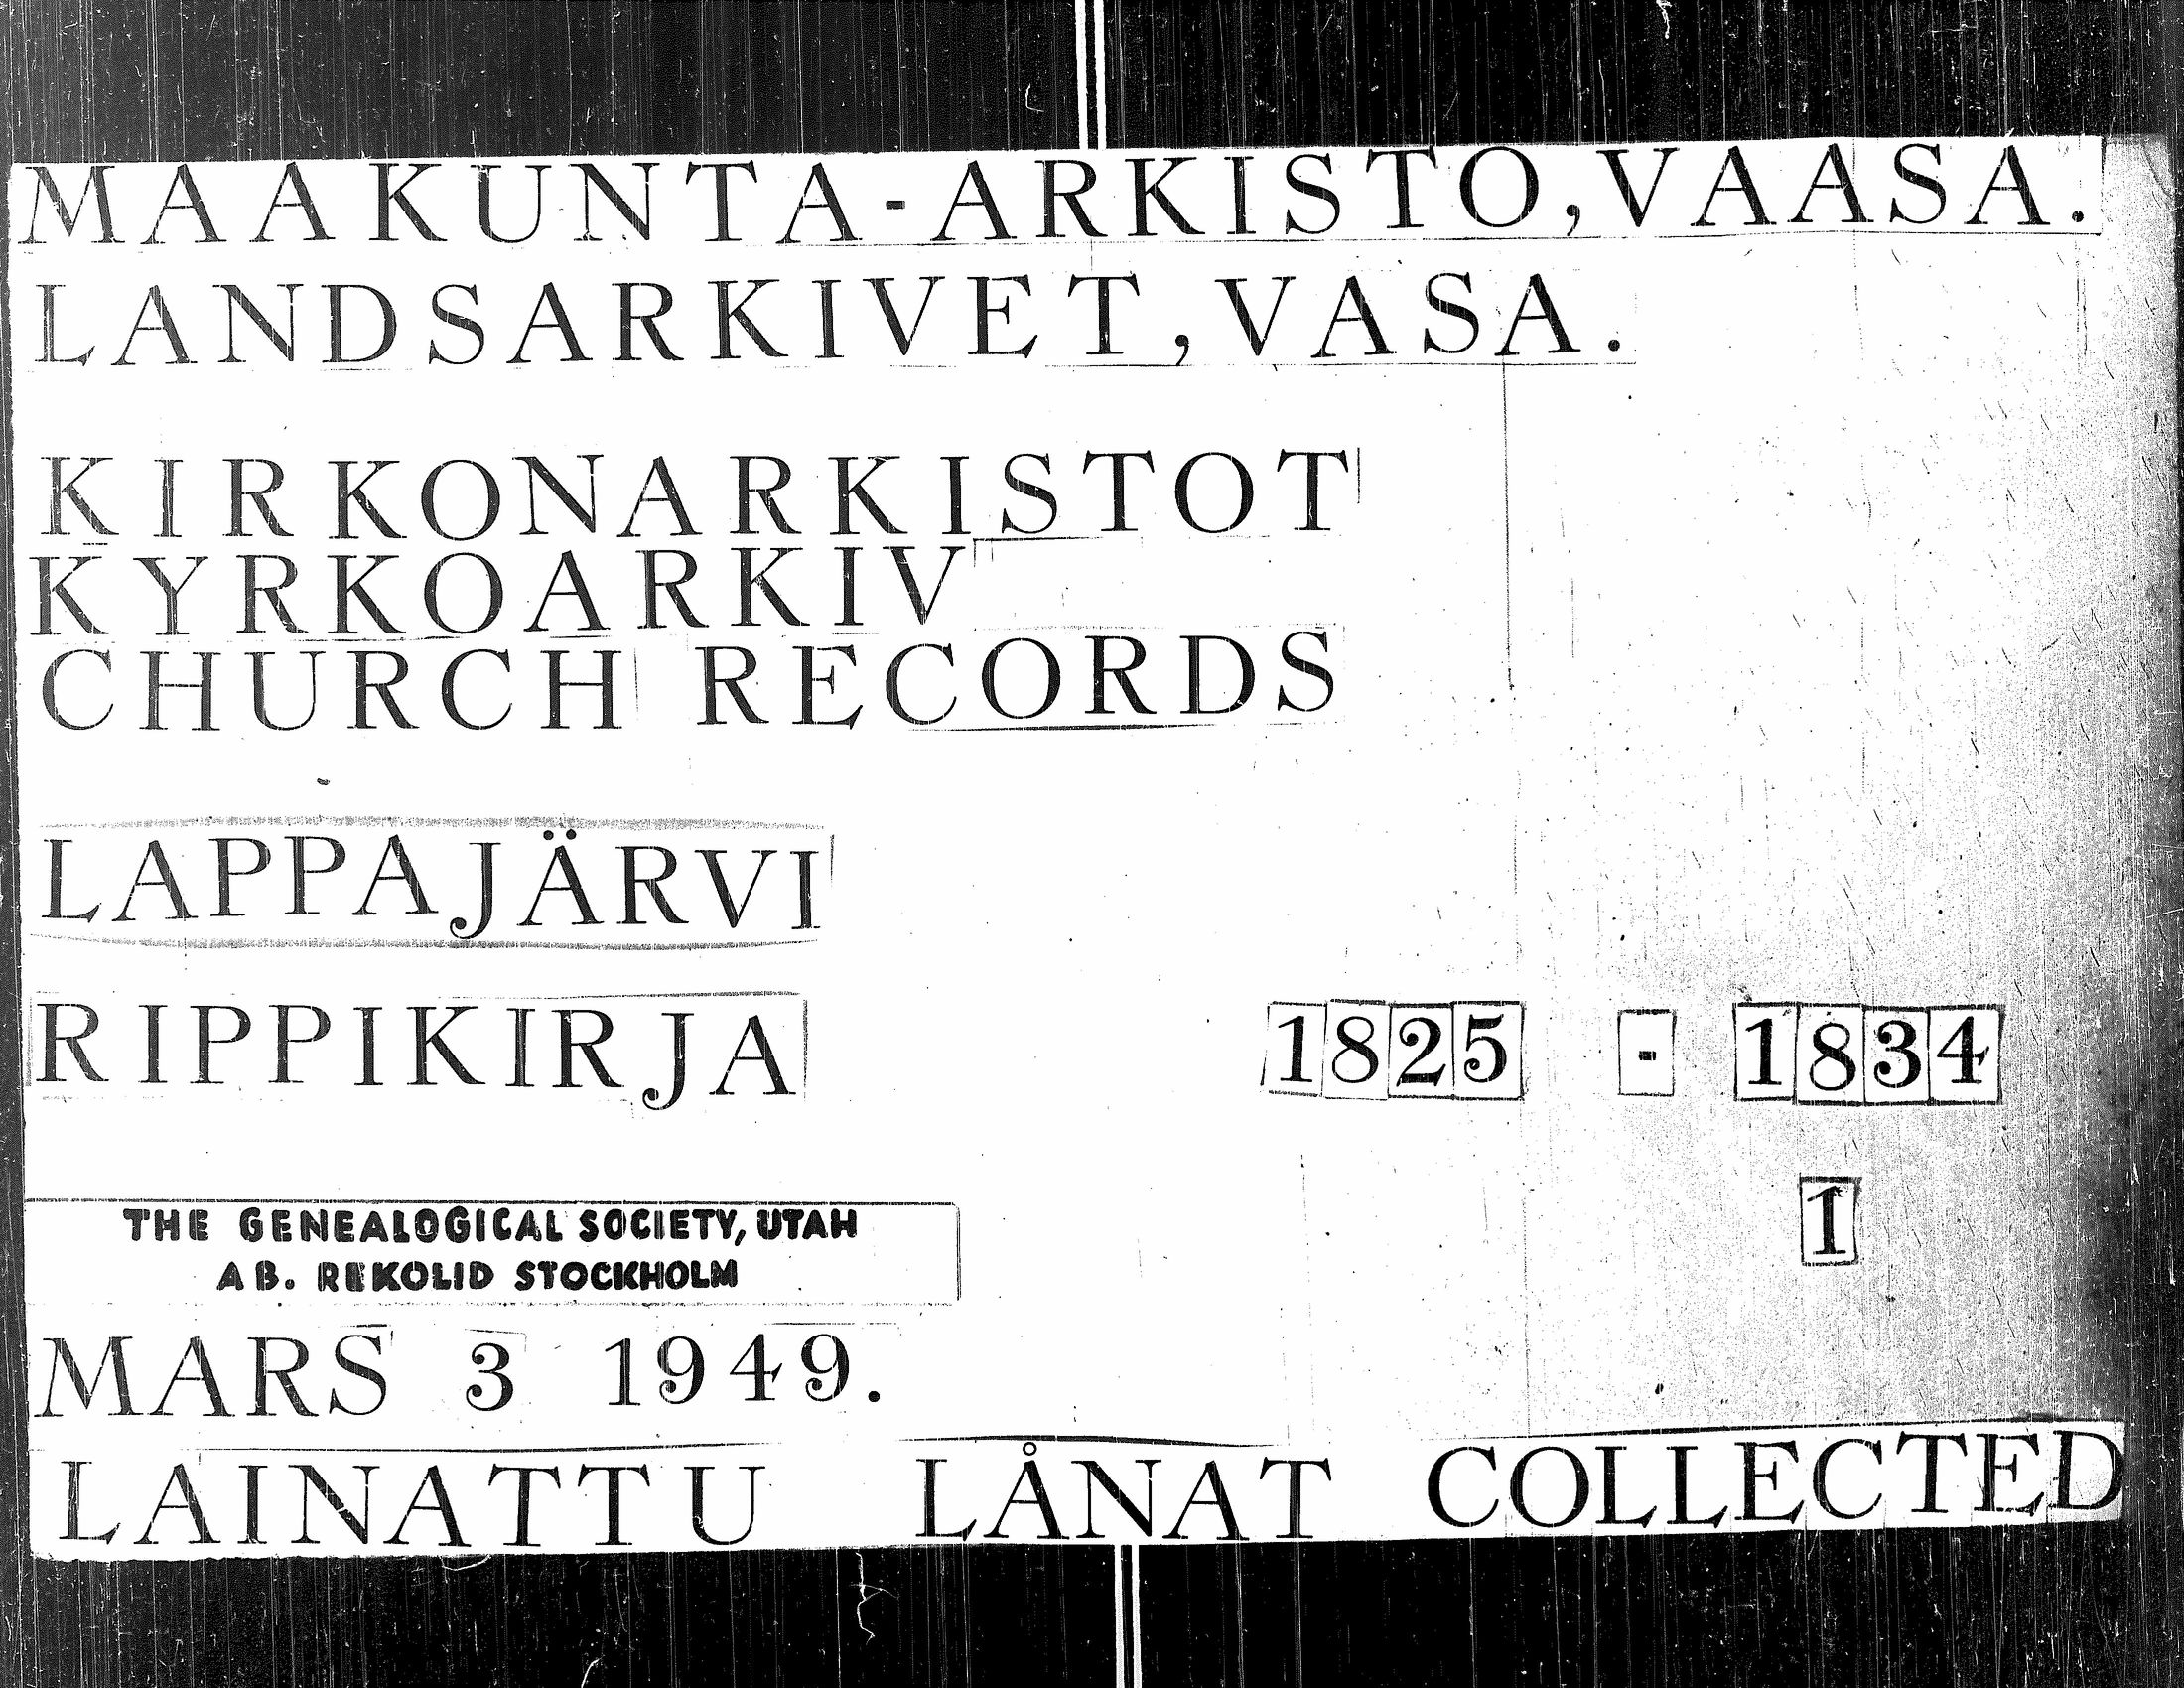 MAAKUNTA-ARKISTO,VAASA.
LANDSARKIVET,VASA.
KIRKONARKISTOT
KYRKOARKIV
CHURCH RECORDS
LAPPAJÄRVI
RIPPIKIRJA 1825 - 1834
1
THE GENEALOGICAL SOCIETY, UTAH
AB. REKOLID STOCKHOLM
MARS 3 1949.
LAINATTU LÅNAT COLLECTED